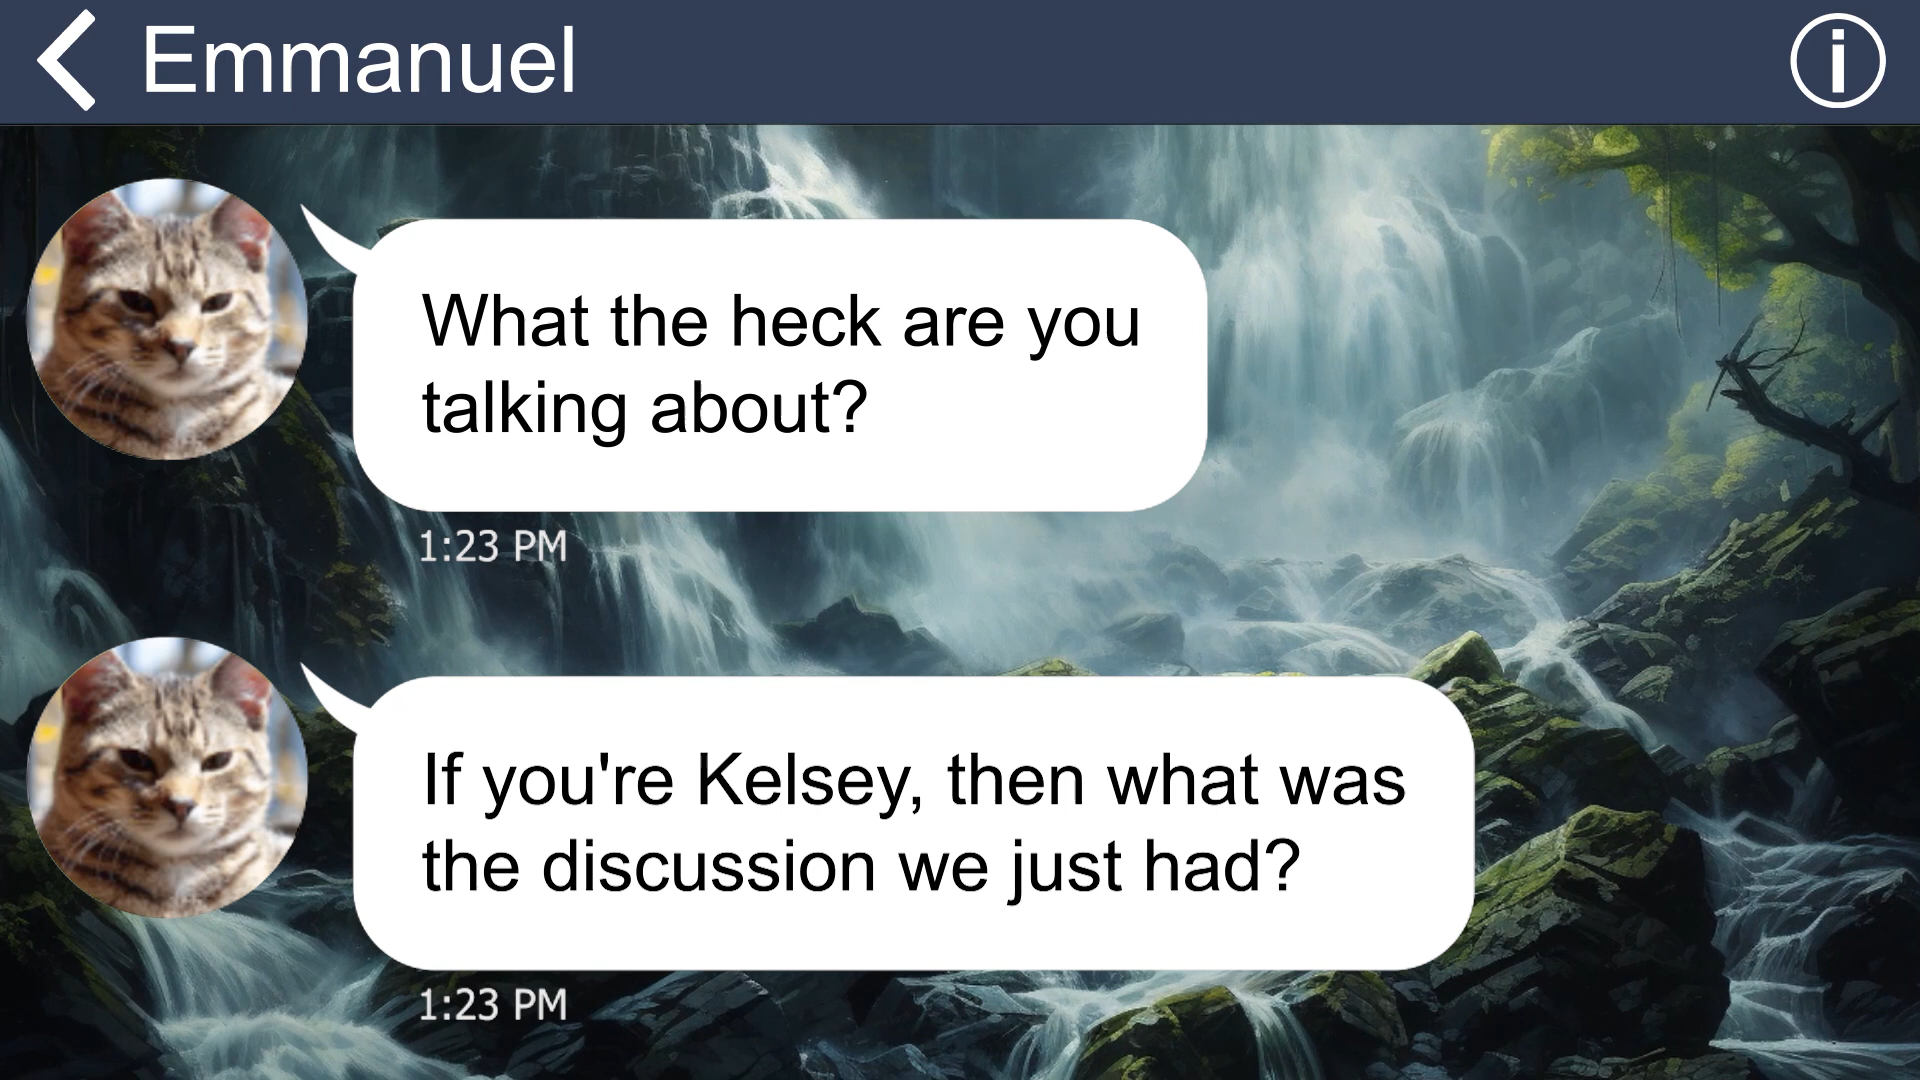 Emmanuel
What the heck are you
talking about?
1:23 PM
If you're Kelsey, then what was
the discussion we just had?
1:23 PM